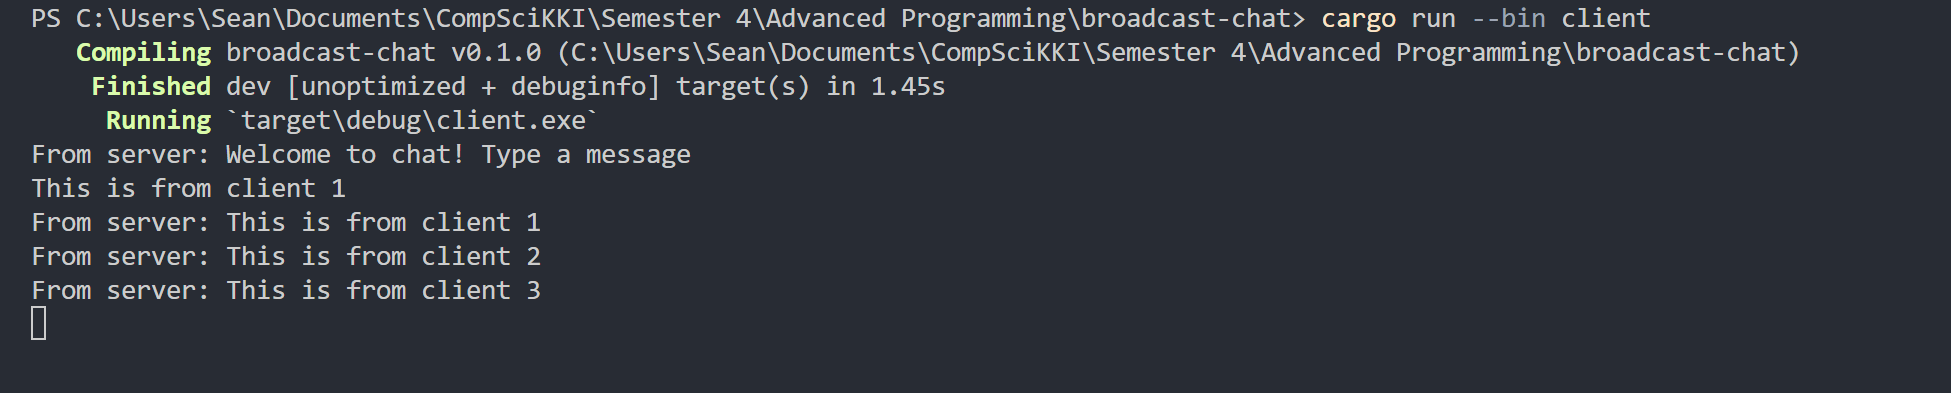 PS C:\Users\Sean\Documents\CompSciKKI\Semester 4\Advanced Programming\broadcast-chat> cargo run --bin client
Compiling broadcast-chat v0.1.0 (C:\Users\Sean\Documents\CompSciKKI\Semester 4\Advanced Programming\broadcast-chat)
Finished dev [unoptimized + debuginfo] target(s) in 1.45s
Running `target\debug\client.exe`
From server: Welcome to chat! Type a message
This is from client 1
From server: This is from client 1
From server: This is from client 2
From server: This is from client 3